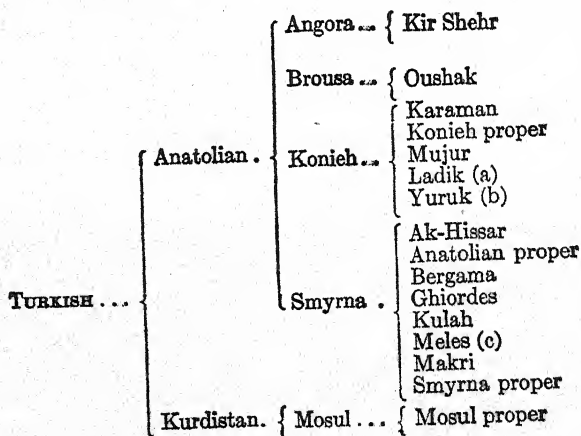 Angora ... { Kir Shehr
Brousa ... { Oushak
Karaman
Konieh proper
Anatolian . Konieh ... Mujur
Ladik (a)
Yuruk (b)
Ak-Hissar
Anatolian proper
Bergama
Ghiordes
TURKISH ... Smyrna . Kulah
Meles (c)
Makri
Smyrna proper
Kurdistan. { Mosul ... { Mosul proper